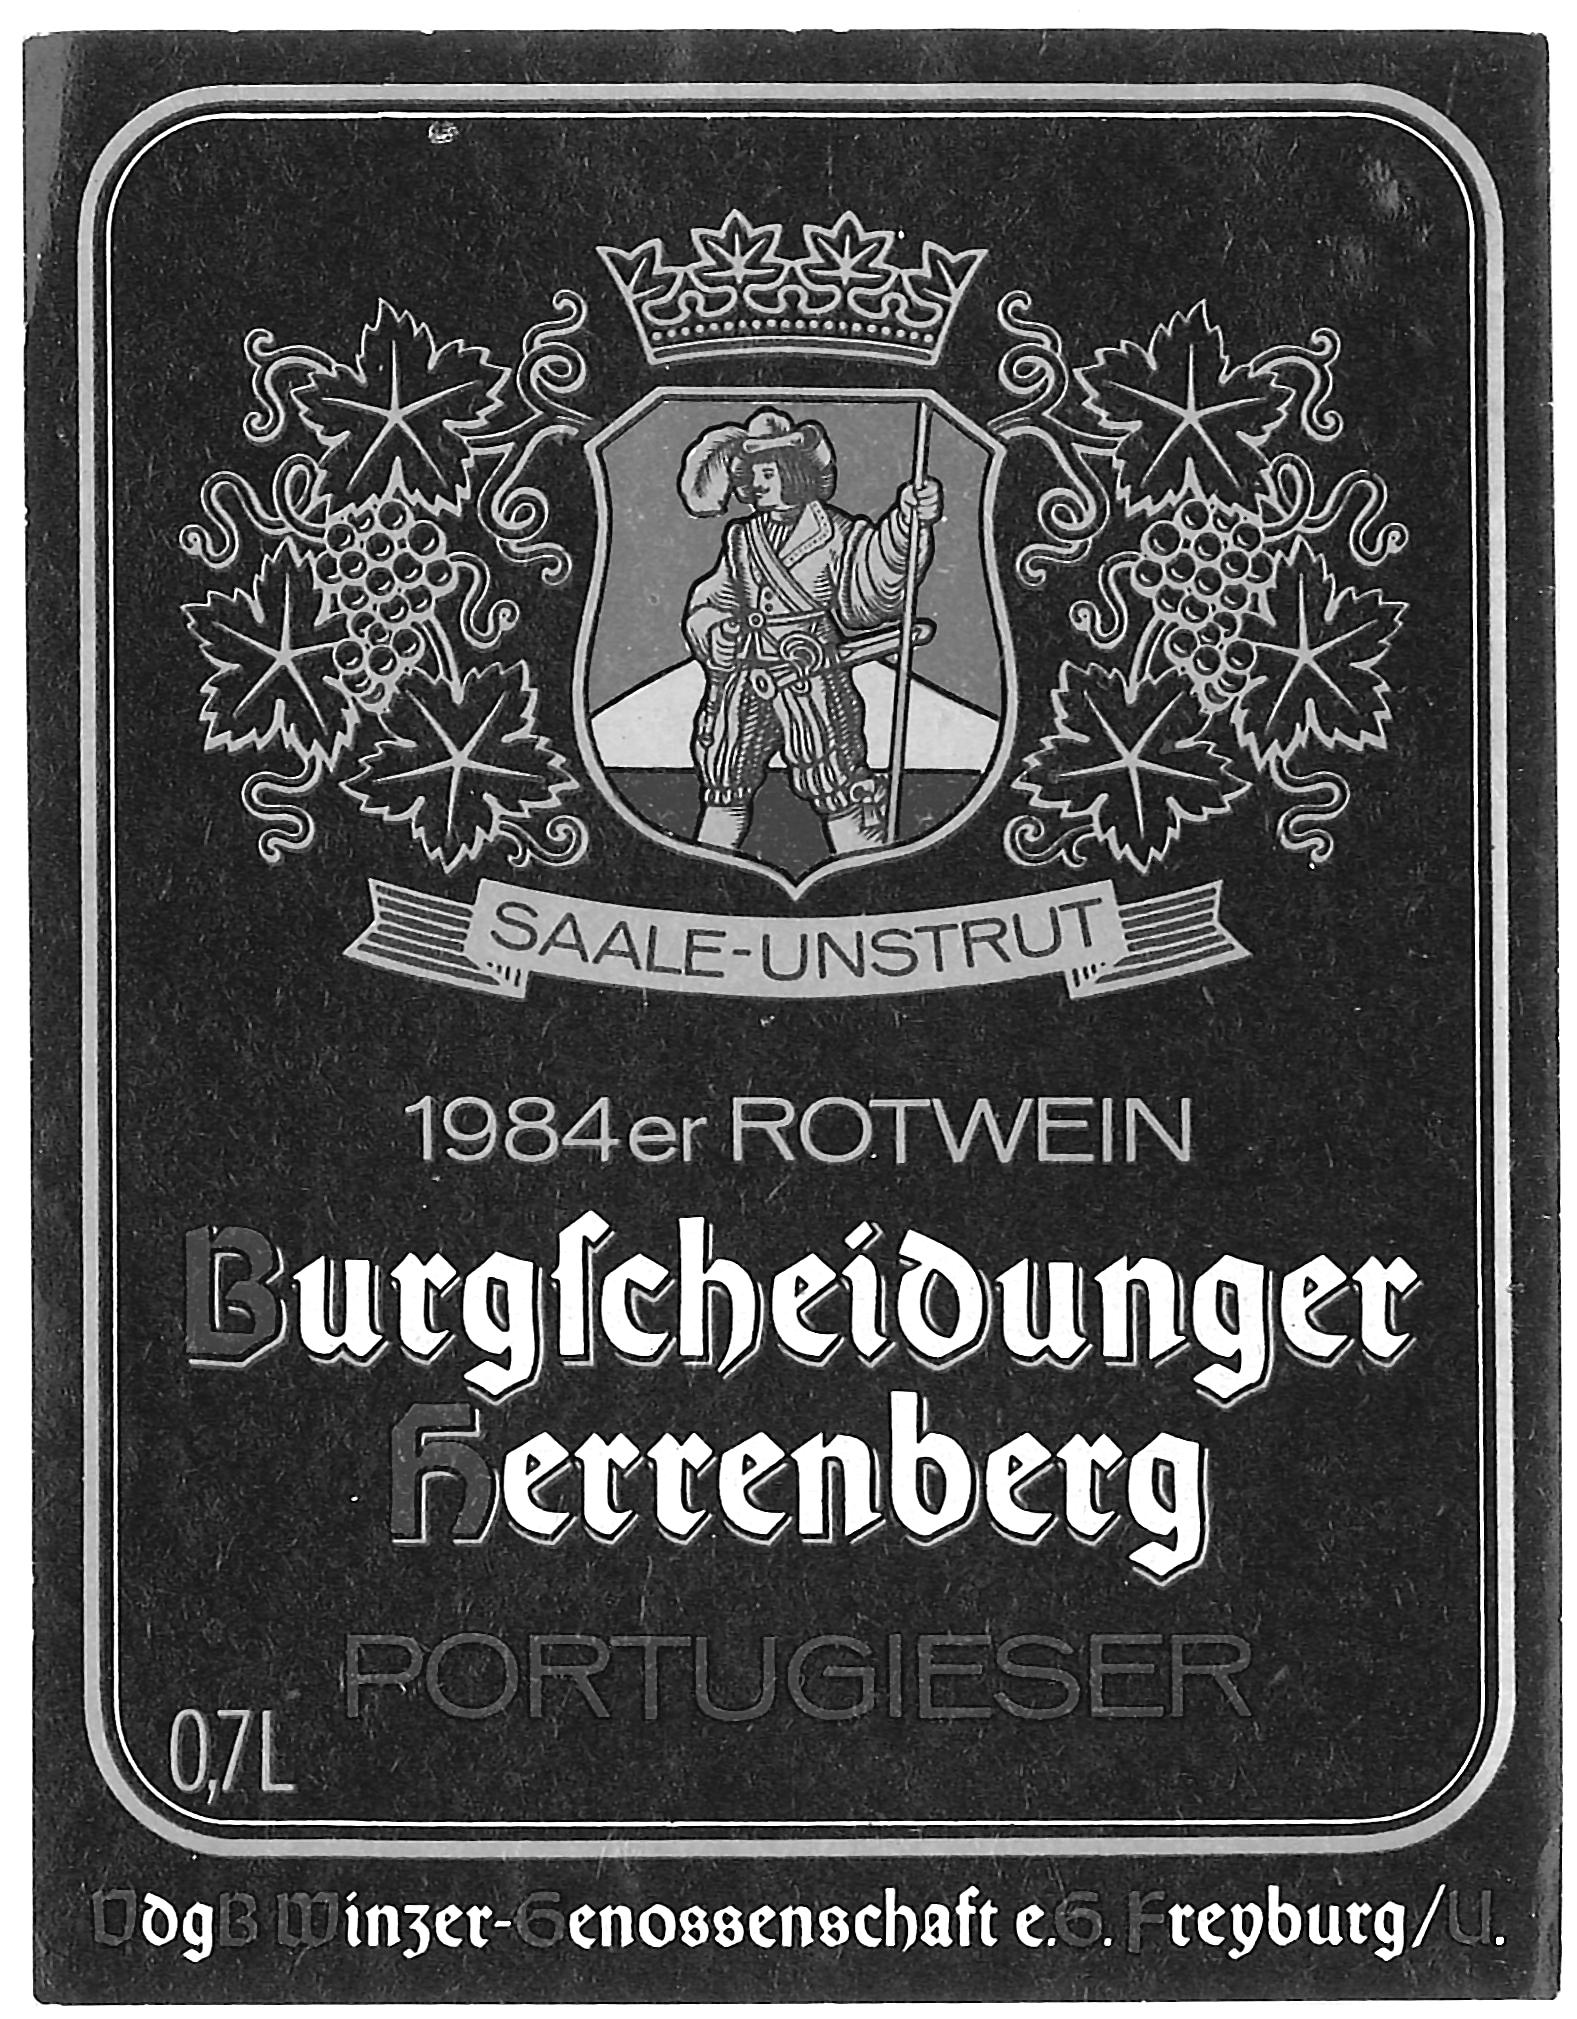 SAALE-UNSTRUT
1984er ROTWEIN
Burgſcheidunger
Herrenberg
PORTUGIESER
0,7L
VdgB Winzer-Genossenschaft e.G. Freyburg/U.